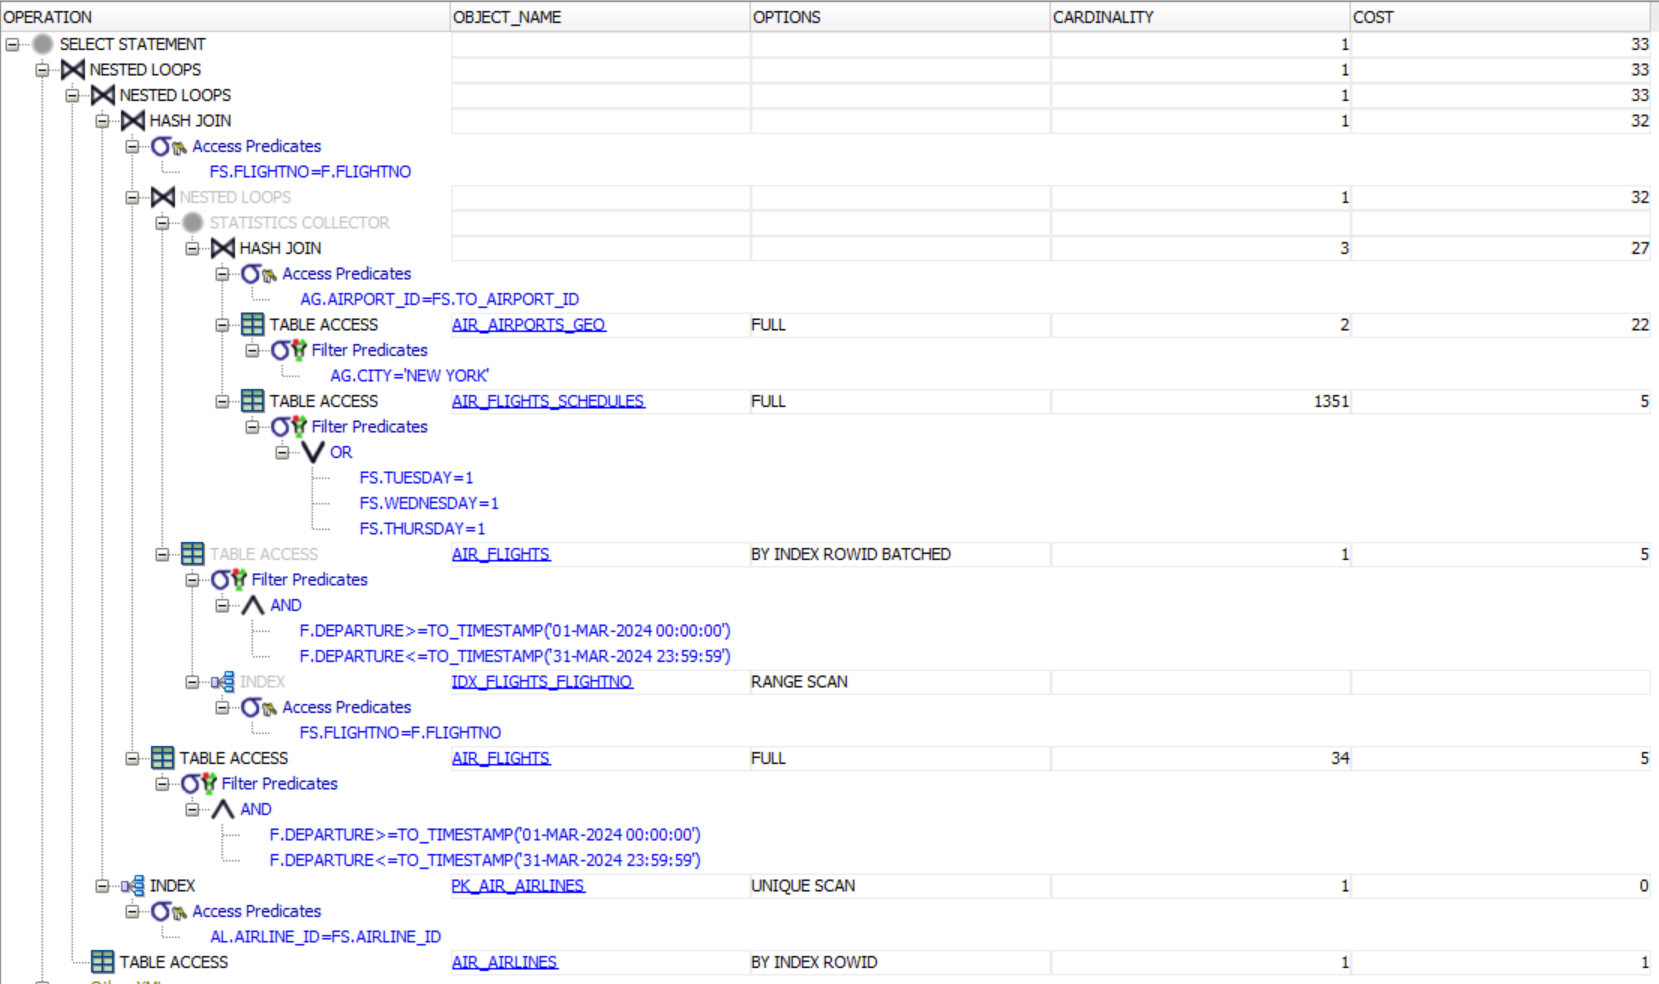 OPERATION OBJECT_NAME OPTIONS CARDINALITY COST
SELECT STATEMENT 1 33
NESTED LOOPS 1 33
NESTED LOOPS 1 33
HASH JOIN 1 32
Access Predicates
FS.FLIGHTNO=F.FLIGHTNO
NESTED LOOPS 1 32
STATISTICS COLLECTOR
HASH JOIN 3 27
Access Predicates
AG.AIRPORT_ID=FS.TO_AIRPORT_ID
TABLE ACCESS AIR_AIRPORTS_GEO FULL 2 22
Filter Predicates
AG.CITY='NEW YORK'
TABLE ACCESS AIR_FLIGHTS_SCHEDULES FULL 1351 5
Filter Predicates
OR
FS.TUESDAY=1
FS.WEDNESDAY=1
FS.THURSDAY=1
TABLE ACCESS AIR_FLIGHTS BY INDEX ROWID BATCHED 1 5
Filter Predicates
AND
F.DEPARTURE>=TO_TIMESTAMP('01-MAR-2024 00:00:00')
F.DEPARTURE<=TO_TIMESTAMP('31-MAR-2024 23:59:59')
INDEX IDX_FLIGHTS_FLIGHTNO RANGE SCAN
Access Predicates
FS.FLIGHTNO=F.FLIGHTNO
TABLE ACCESS AIR_FLIGHTS FULL 34 5
Filter Predicates
AND
F.DEPARTURE>=TO_TIMESTAMP('01-MAR-2024 00:00:00')
F.DEPARTURE<=TO_TIMESTAMP('31-MAR-2024 23:59:59')
INDEX PK_AIR_AIRLINES UNIQUE SCAN 1 0
Access Predicates
AL.AIRLINE_ID=FS.AIRLINE_ID
TABLE ACCESS AIR_AIRLINES BY INDEX ROWID 1 1